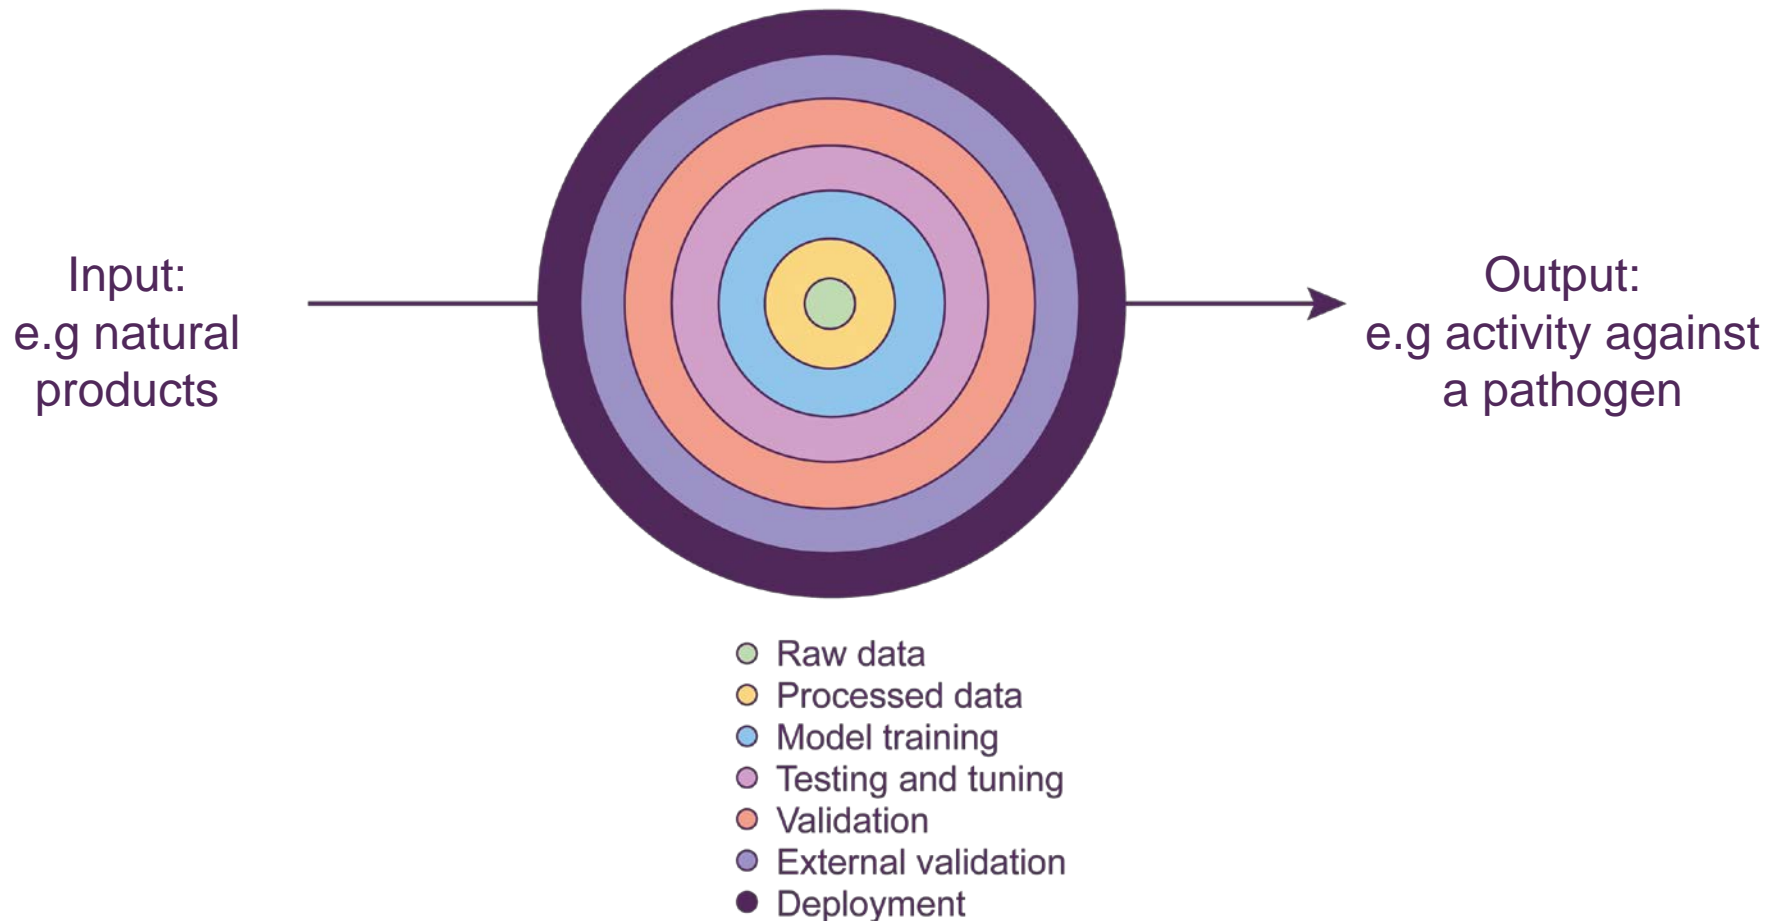 Input:
e.g natural
products
Output:
e.g activity against
a pathogen
Raw data
Processed data
Model training
Testing and tuning
Validation
External validation
Deployment